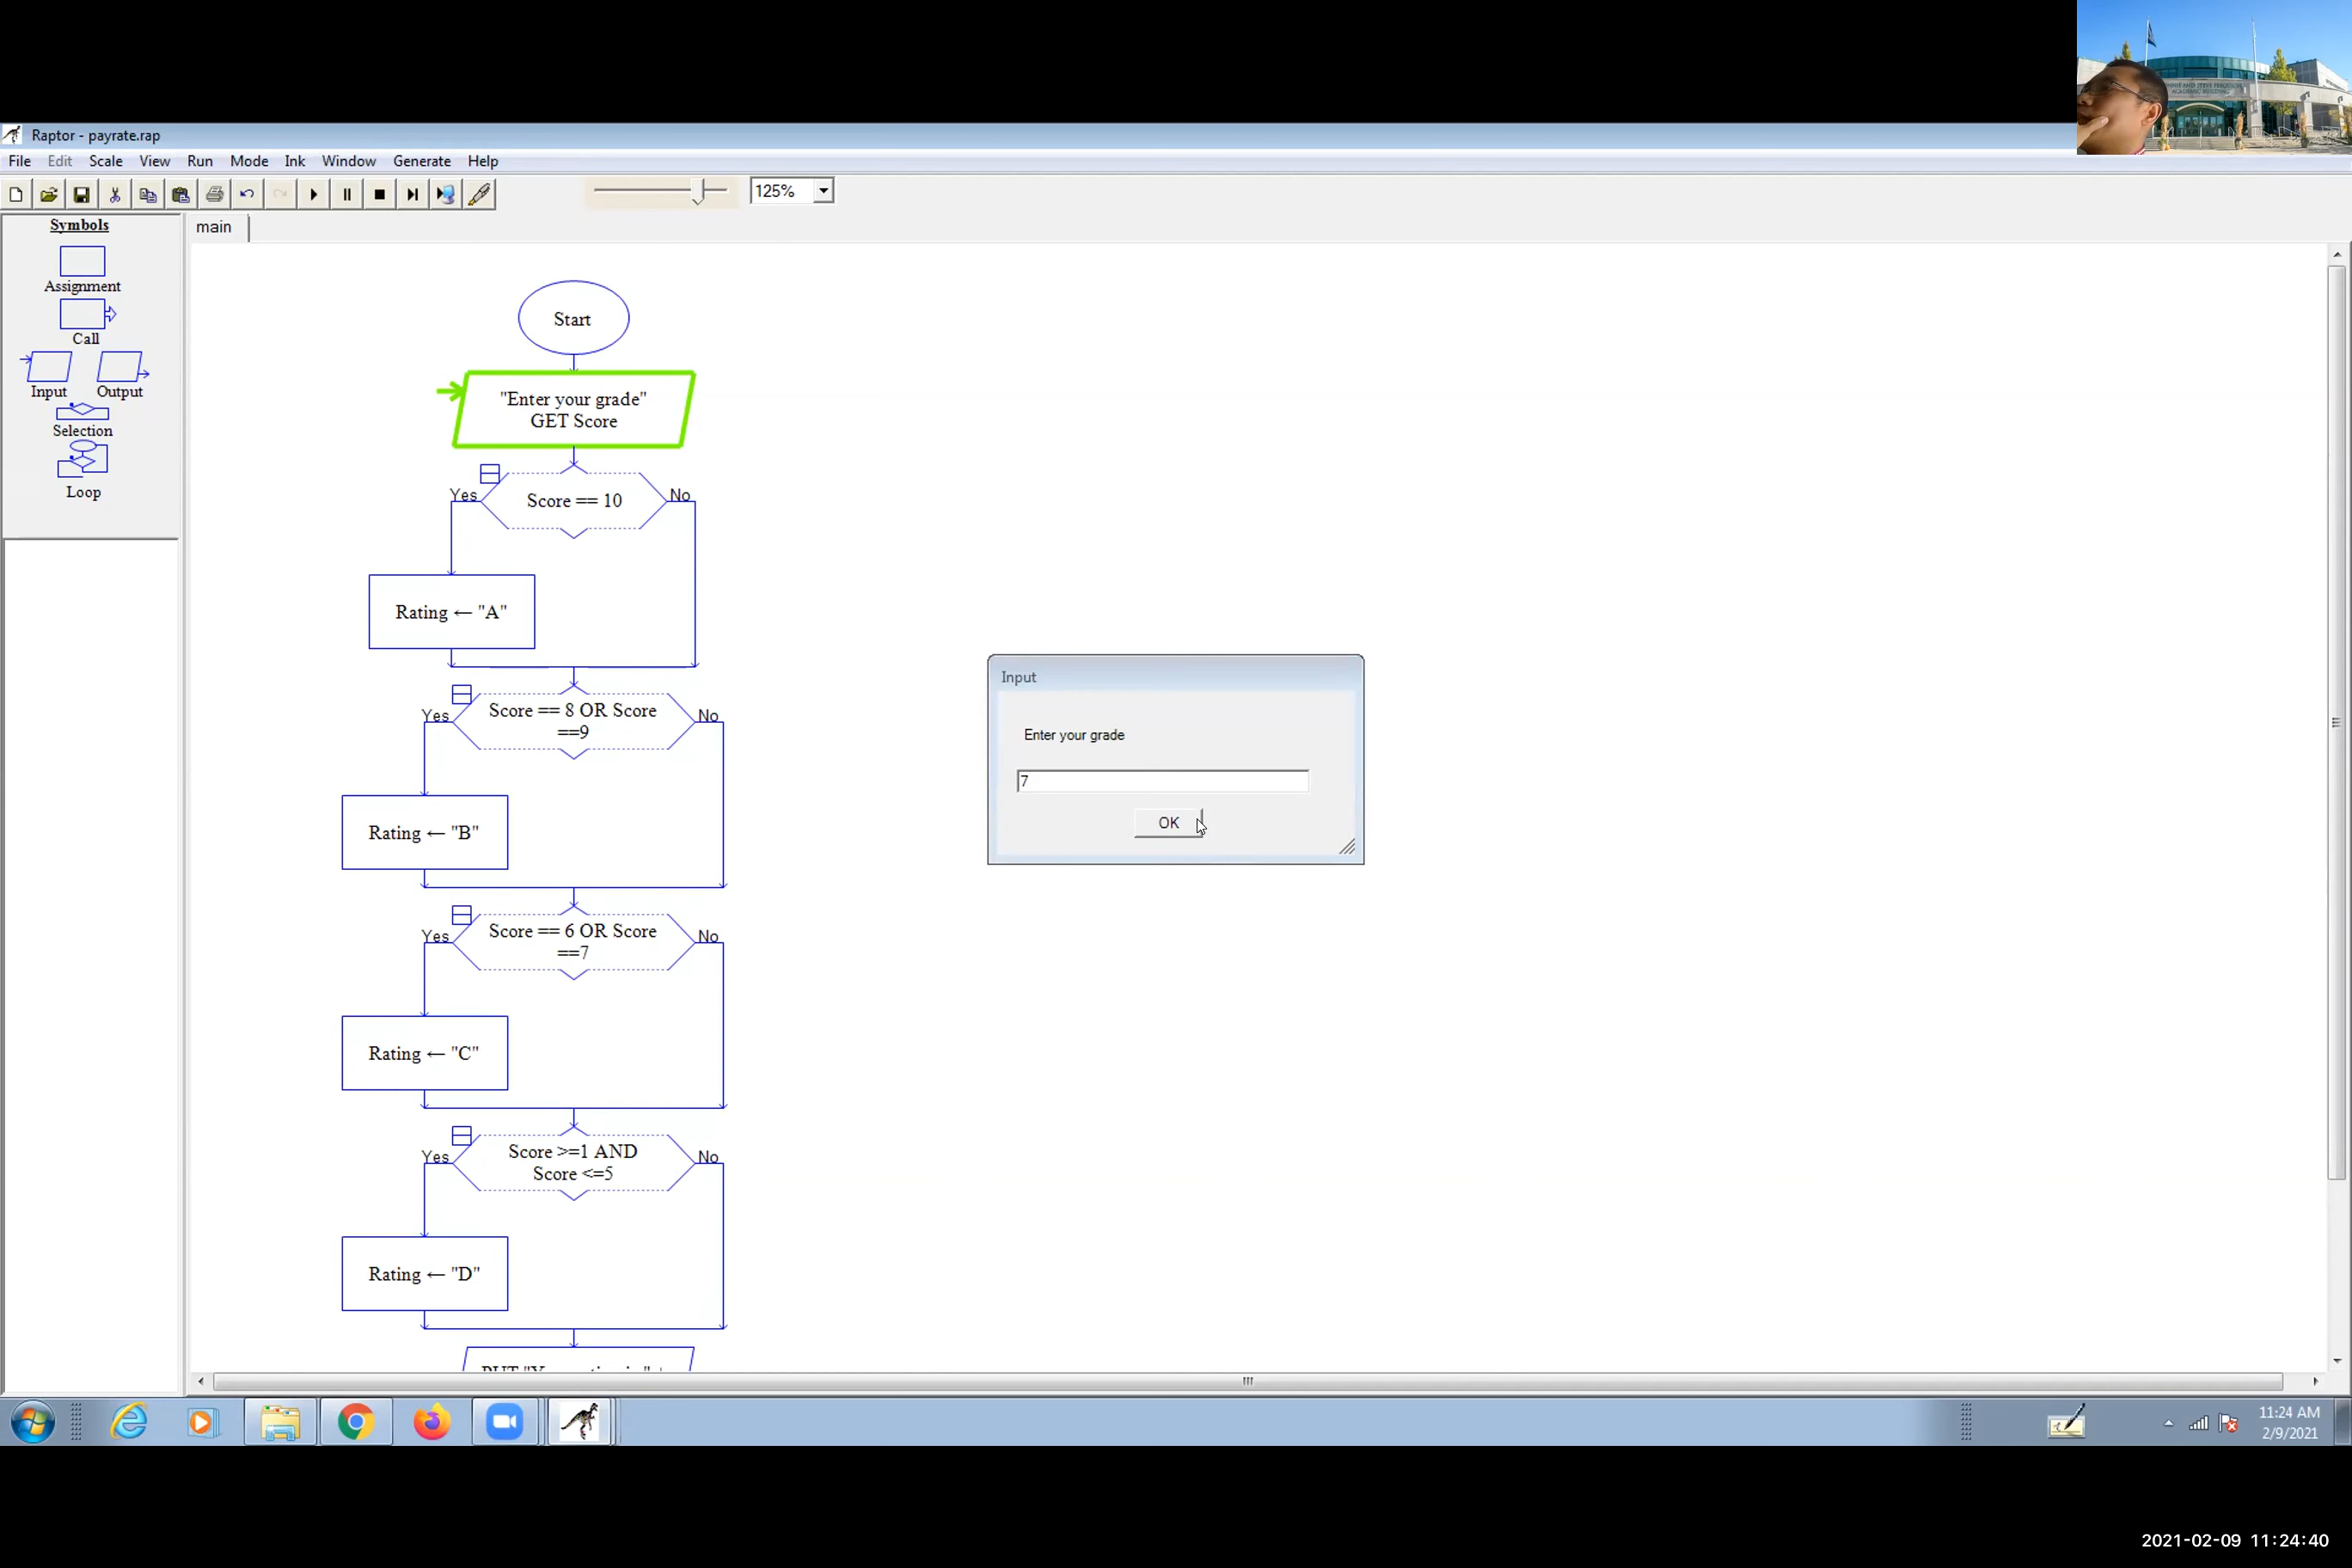 Raptor - payrate.rap
File Edit Scale View Run Mode Ink Window Generate Help
125%
Symbols
Assignment
Call
Input Output
Selection
Loop
main
Start
"Enter your grade"
GET Score
Yes
Score == 10
No
Rating ← "A"
Yes
Score == 8 OR Score
==9
No
Rating ← "B"
Yes
Score == 6 OR Score
==7
No
Rating ← "C"
Yes
Score >=1 AND
Score <=5
No
Rating ← "D"
Input
Enter your grade
7
OK
11:24 AM
2/9/2021
2021-02-09 11:24:40